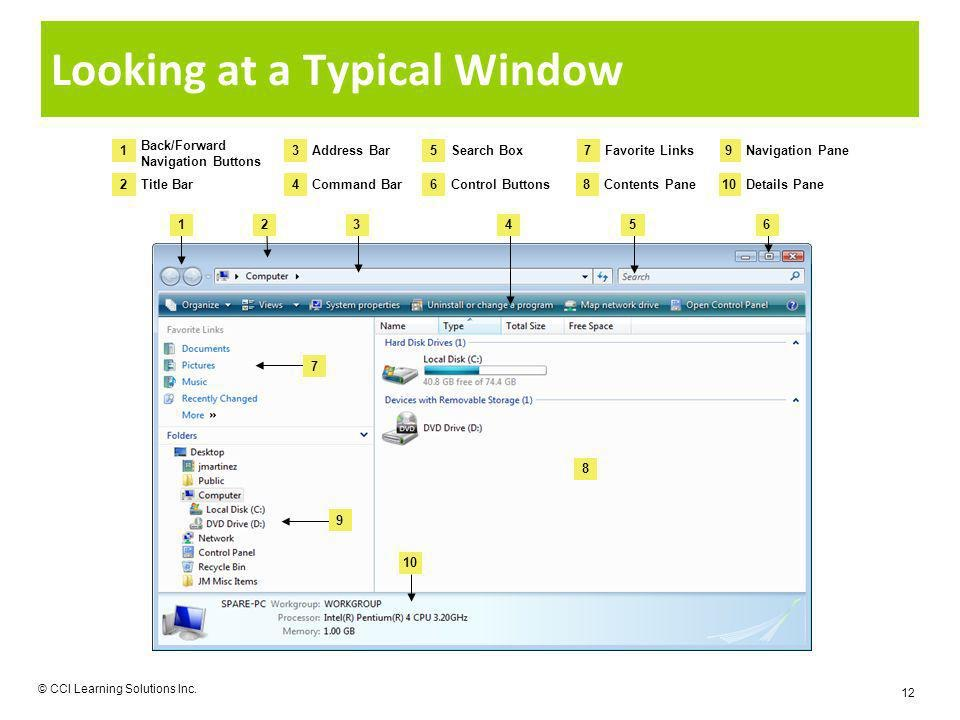 Looking at a Typical Window
1 Back/Forward
Navigation Buttons
3 Address Bar
5 Search Box
7 Favorite Links
9 Navigation Pane
2 Title Bar
4 Command Bar
6 Control Buttons
8 Contents Pane
10 Details Pane
1 2 3 4 5 6
Computer
Search
Organize Views System properties Uninstall or change a program Map network drive Open Control Panel ?
Favorite Links
Documents
Pictures
Music
Recently Changed
More »
7
Folders
Desktop
jmartinez
Public
Computer
Local Disk (C:)
DVD Drive (D:)
Network
Control Panel
Recycle Bin
JM Misc Items
9
Name Type Total Size Free Space
Hard Disk Drives (1)
Local Disk (C:)
40.8 GB free of 74.4 GB
Devices with Removable Storage (1)
DVD
DVD Drive (D:)
8
10
SPARE-PC Workgroup: WORKGROUP
Processor: Intel(R) Pentium(R) 4 CPU 3.20GHz
Memory: 1.00 GB
© CCI Learning Solutions Inc.
12